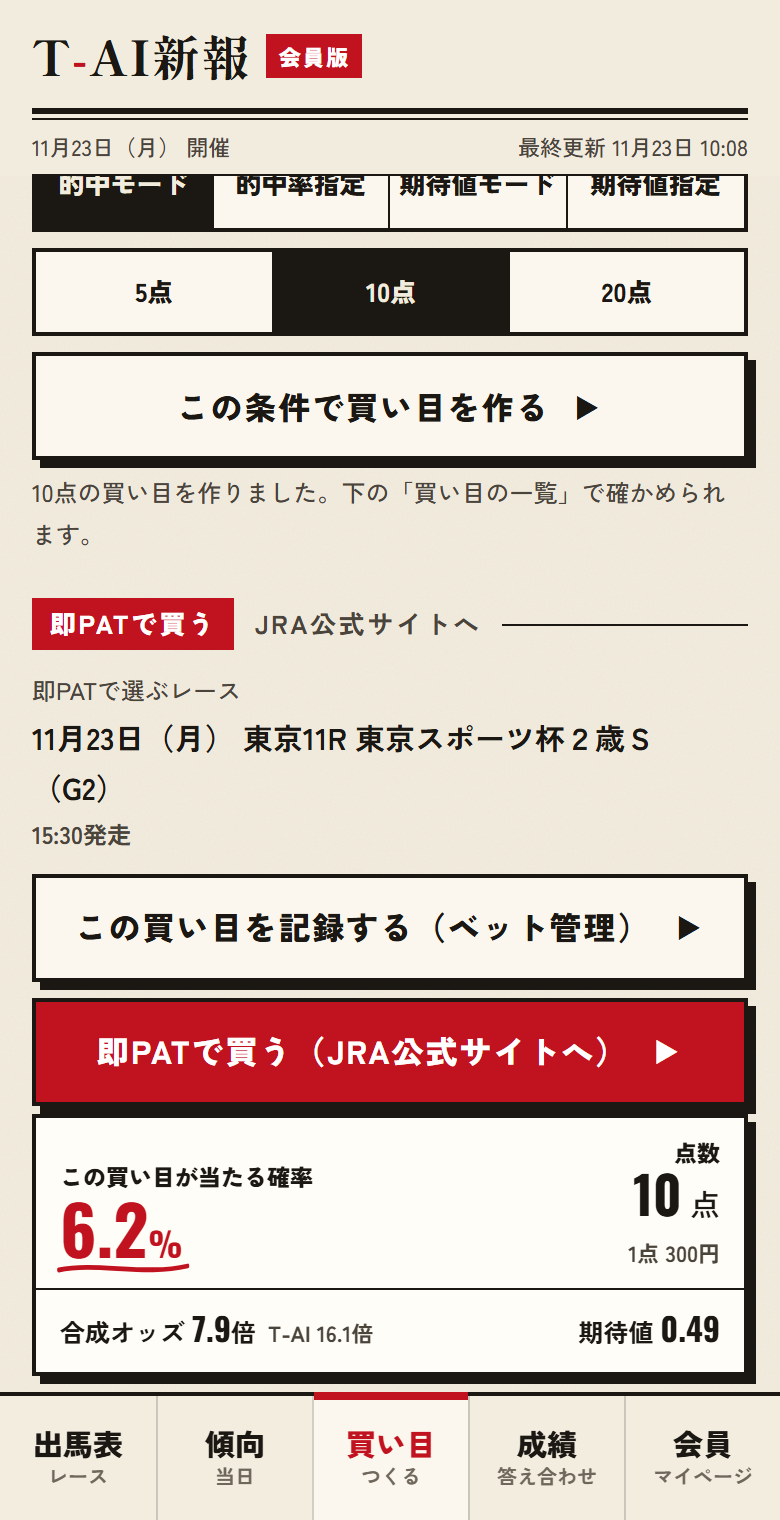 T-AI新報 会員版
11月23日（月） 開催 最終更新 11月23日 10:08
的中モード 的中率指定 期待値モード 期待値指定
5点 10点 20点
この条件で買い目を作る ▶
10点の買い目を作りました。下の「買い目の一覧」で確かめられ
ます。
即PATで買う JRA公式サイトへ
即PATで選ぶレース
11月23日（月） 東京11R 東京スポーツ杯２歳Ｓ
（G2）
15:30発走
この買い目を記録する（ベット管理） ▶
即PATで買う（JRA公式サイトへ） ▶
この買い目が当たる確率
6.2%
点数
10 点
1点 300円
合成オッズ 7.9倍 T-AI 16.1倍 期待値 0.49
出馬表 傾向 買い目 成績 会員
レース 当日 つくる 答え合わせ マイページ